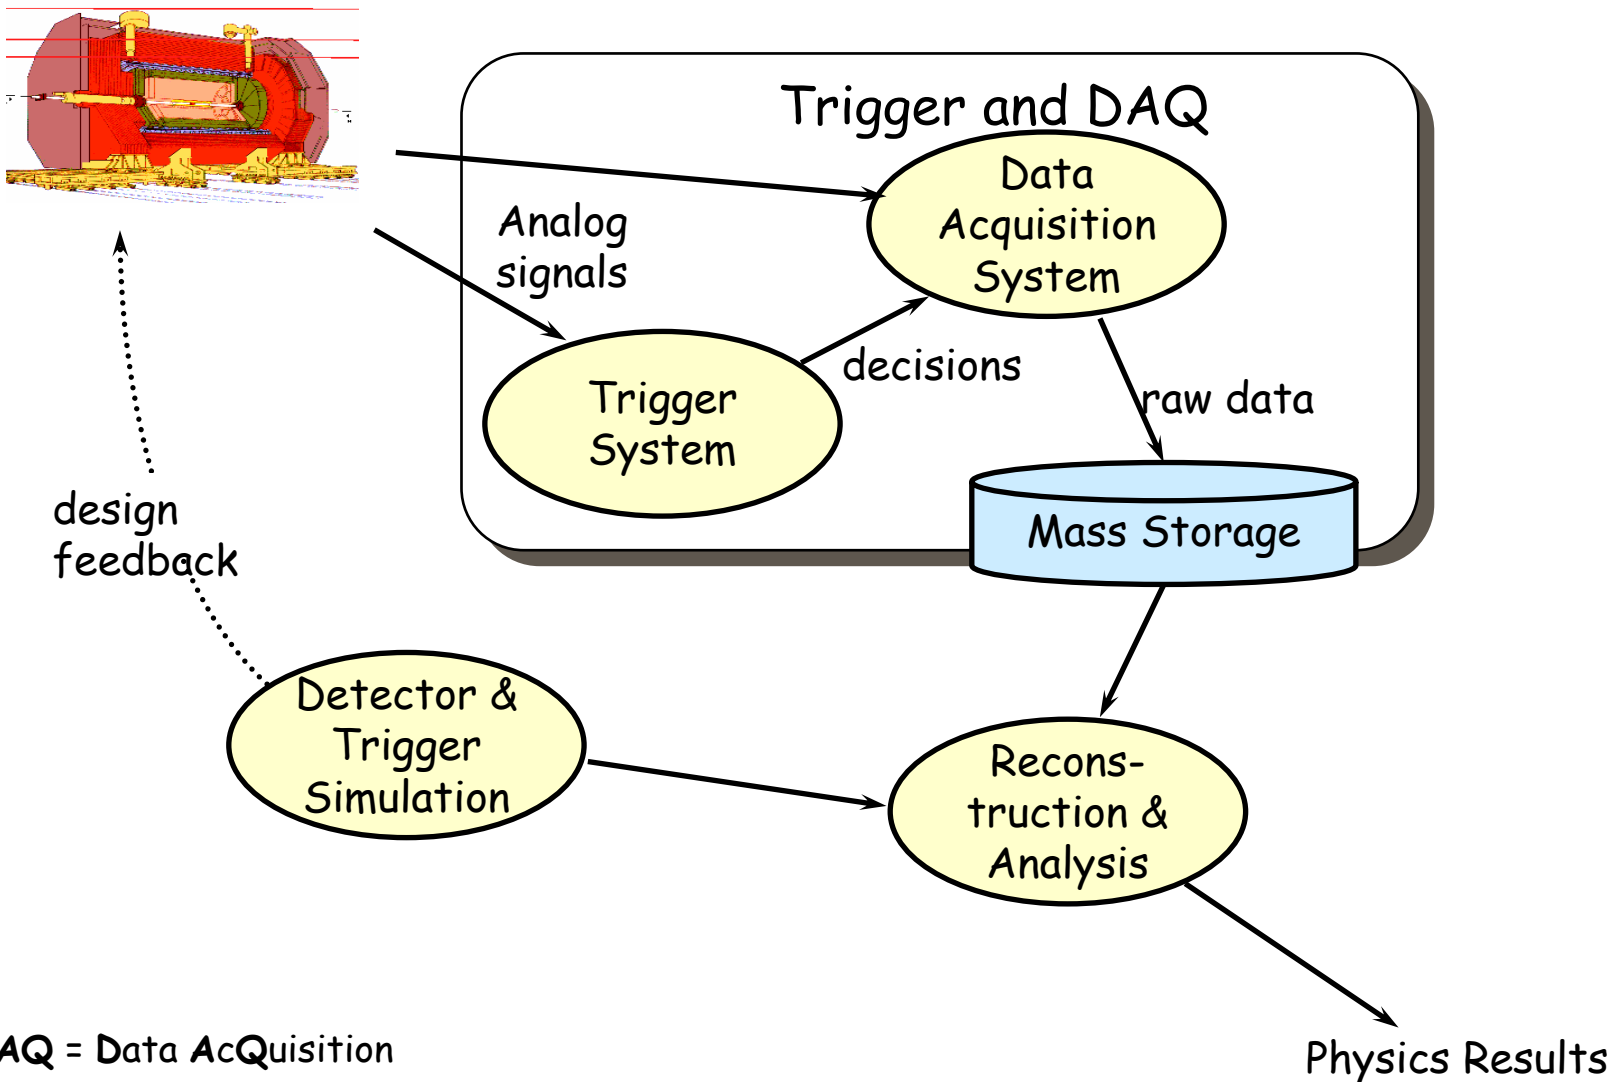 Trigger and DAQ
Data
Acquisition
System
Analog
signals
decisions
Trigger
System
raw data
Mass Storage
design
feedback
Detector &
Trigger
Simulation
Recons-
truction &
Analysis
AQ = Data AcQuisition
Physics Results